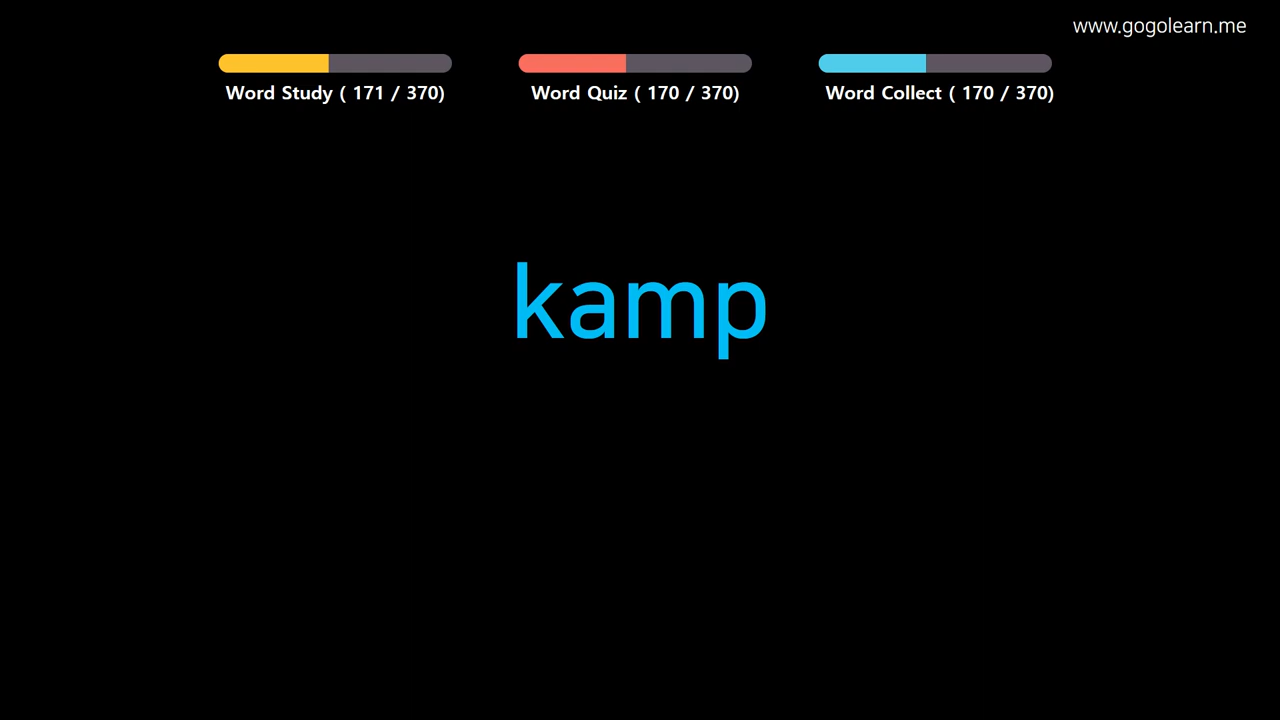 www.gogolearn.me
Word Study ( 171 / 370)
Word Quiz ( 170 / 370)
Word Collect ( 170 / 370)
kamp